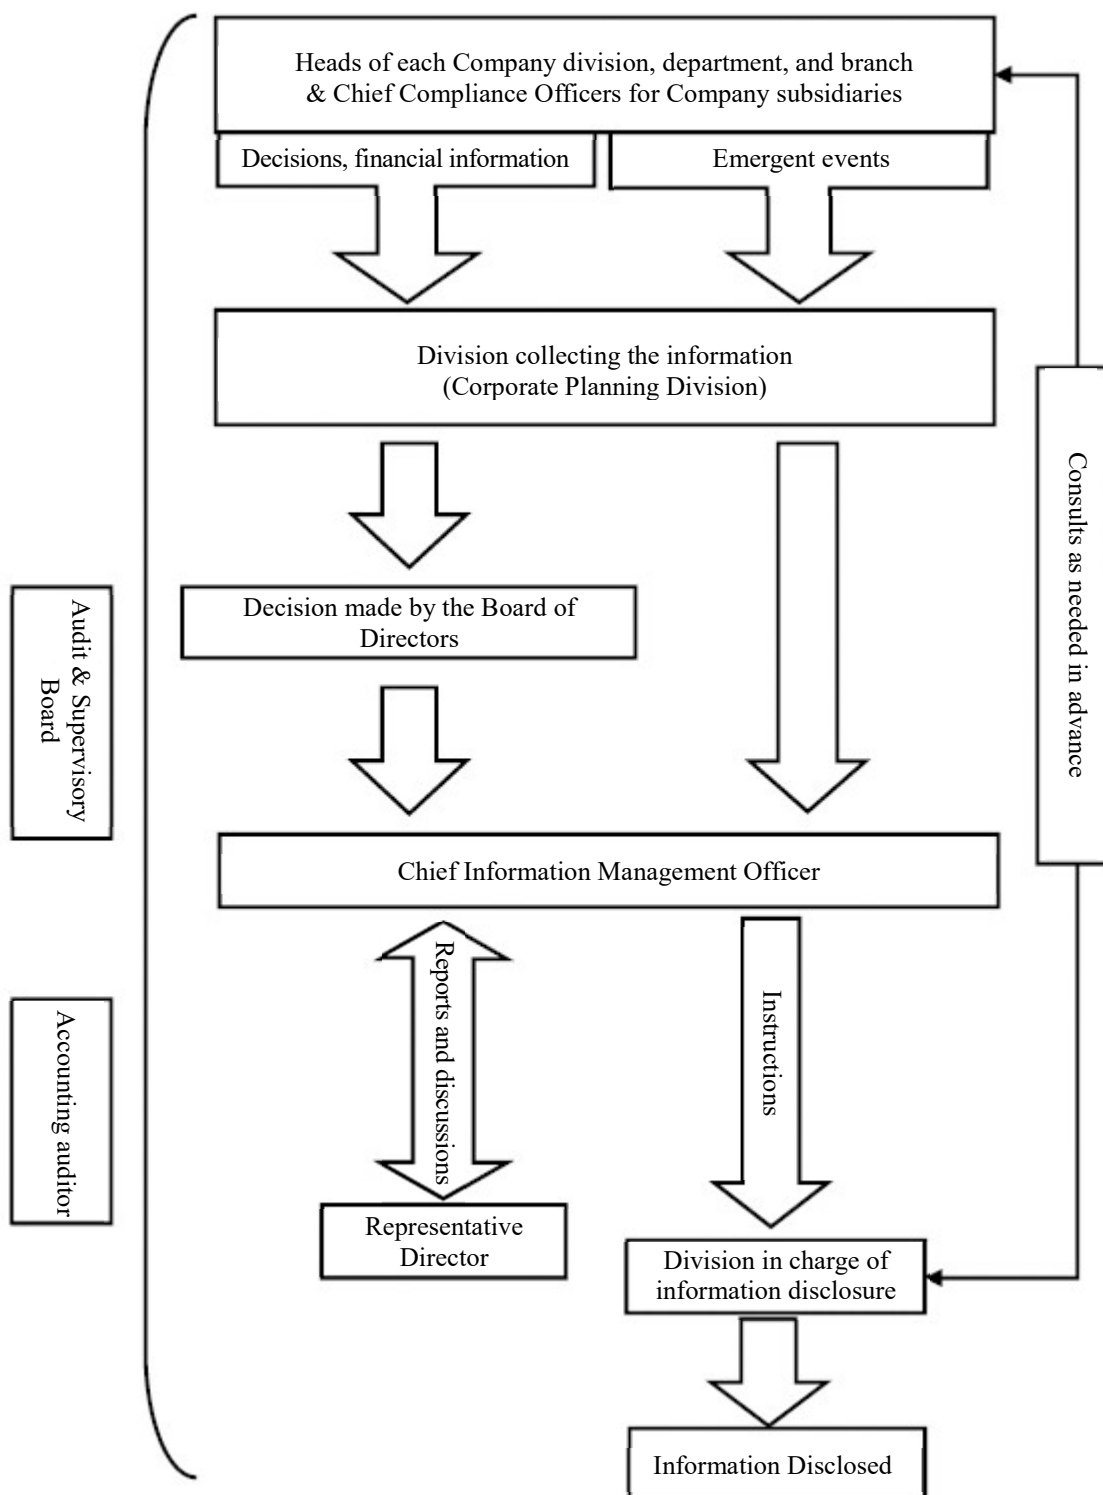 Heads of each Company division, department, and branch
& Chief Compliance Officers for Company subsidiaries
Decisions, financial information
Emergent events
Division collecting the information
(Corporate Planning Division)
Consults as needed in advance
Decision made by the Board of
Directors
Audit & Supervisory
Board
Chief Information Management Officer
Reports and discussions
Instructions
Accounting auditor
Representative
Director
Division in charge of
information disclosure
Information Disclosed